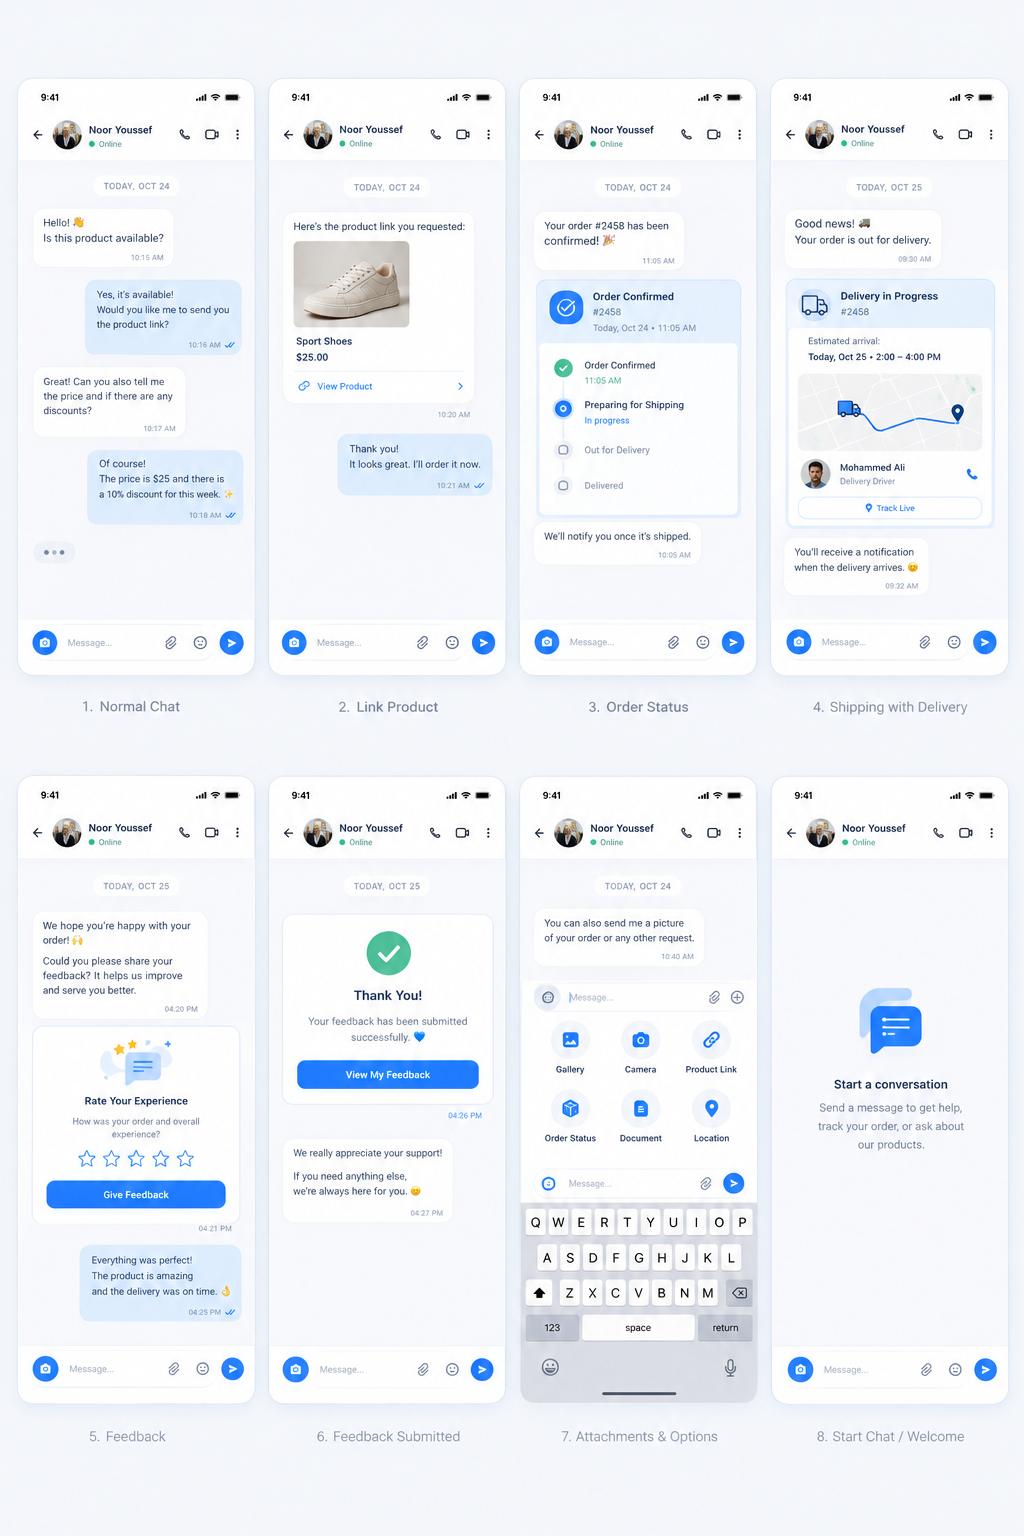 9:41
Noor Youssef
Online
TODAY, OCT 24
Hello! 👋
Is this product available?
10:15 AM
Yes, it's available!
Would you like me to send you
the product link?
10:16 AM
Great! Can you also tell me
the price and if there are any
discounts?
10:17 AM
Of course!
The price is $25 and there is
a 10% discount for this week. ✨
10:18 AM
Message...
1. Normal Chat
9:41
Noor Youssef
Online
TODAY, OCT 24
Here's the product link you requested:
Sport Shoes
$25.00
View Product
10:20 AM
Thank you!
It looks great. I'll order it now.
10:21 AM
Message...
2. Link Product
9:41
Noor Youssef
Online
TODAY, OCT 24
Your order #2458 has been
confirmed! 🎉
11:05 AM
Order Confirmed
#2458
Today, Oct 24 • 11:05 AM
Order Confirmed
11:05 AM
Preparing for Shipping
In progress
Out for Delivery
Delivered
We'll notify you once it's shipped.
10:05 AM
Message...
3. Order Status
9:41
Noor Youssef
Online
TODAY, OCT 25
Good news! 🚚
Your order is out for delivery.
09:30 AM
Delivery in Progress
#2458
Estimated arrival:
Today, Oct 25 • 2:00 – 4:00 PM
Mohammed Ali
Delivery Driver
Track Live
You'll receive a notification
when the delivery arrives. 😊
09:32 AM
Message...
4. Shipping with Delivery
9:41
Noor Youssef
Online
TODAY, OCT 25
We hope you're happy with your
order! 🙌
Could you please share your
feedback? It helps us improve
and serve you better.
04:20 PM
Rate Your Experience
How was your order and overall
experience?
Give Feedback
04:21 PM
Everything was perfect!
The product is amazing
and the delivery was on time. 👌
04:25 PM
Message...
5. Feedback
9:41
Noor Youssef
Online
TODAY, OCT 25
Thank You!
Your feedback has been submitted
successfully. 💙
View My Feedback
04:26 PM
We really appreciate your support!
If you need anything else,
we're always here for you. 😊
04:27 PM
Message...
6. Feedback Submitted
9:41
Noor Youssef
Online
TODAY, OCT 24
You can also send me a picture
of your order or any other request.
10:40 AM
Message...
Gallery
Camera
Product Link
Order Status
Document
Location
Message...
Q W E R T Y U I O P
A S D F G H J K L
Z X C V B N M
123 space return
7. Attachments & Options
9:41
Noor Youssef
Online
Start a conversation
Send a message to get help,
track your order, or ask about
our products.
Message...
8. Start Chat / Welcome